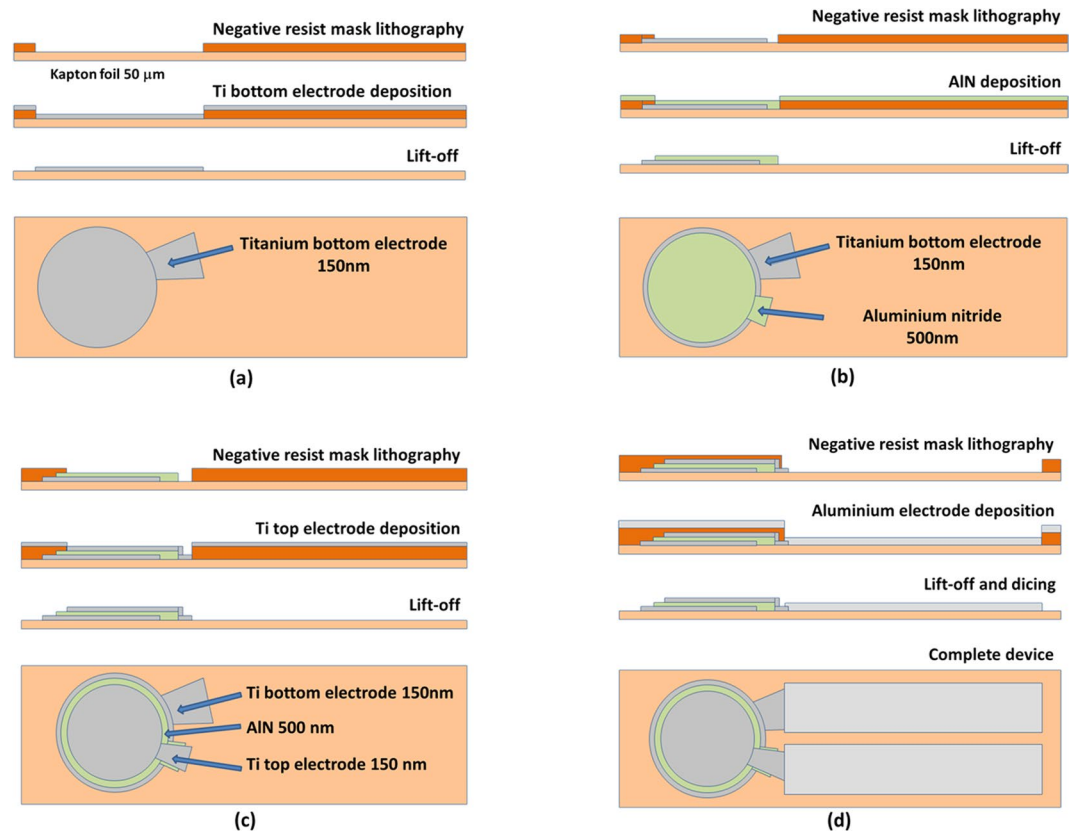 Negative resist mask lithography
Kapton foil 50 μm
Ti bottom electrode deposition
Lift-off
Titanium bottom electrode
150nm
(a)
Negative resist mask lithography
AlN deposition
Lift-off
Titanium bottom electrode
150nm
Aluminium nitride
500nm
(b)
Negative resist mask lithography
Ti top electrode deposition
Lift-off
Ti bottom electrode 150nm
AlN 500 nm
Ti top electrode 150 nm
(c)
Negative resist mask lithography
Aluminium electrode deposition
Lift-off and dicing
Complete device
(d)